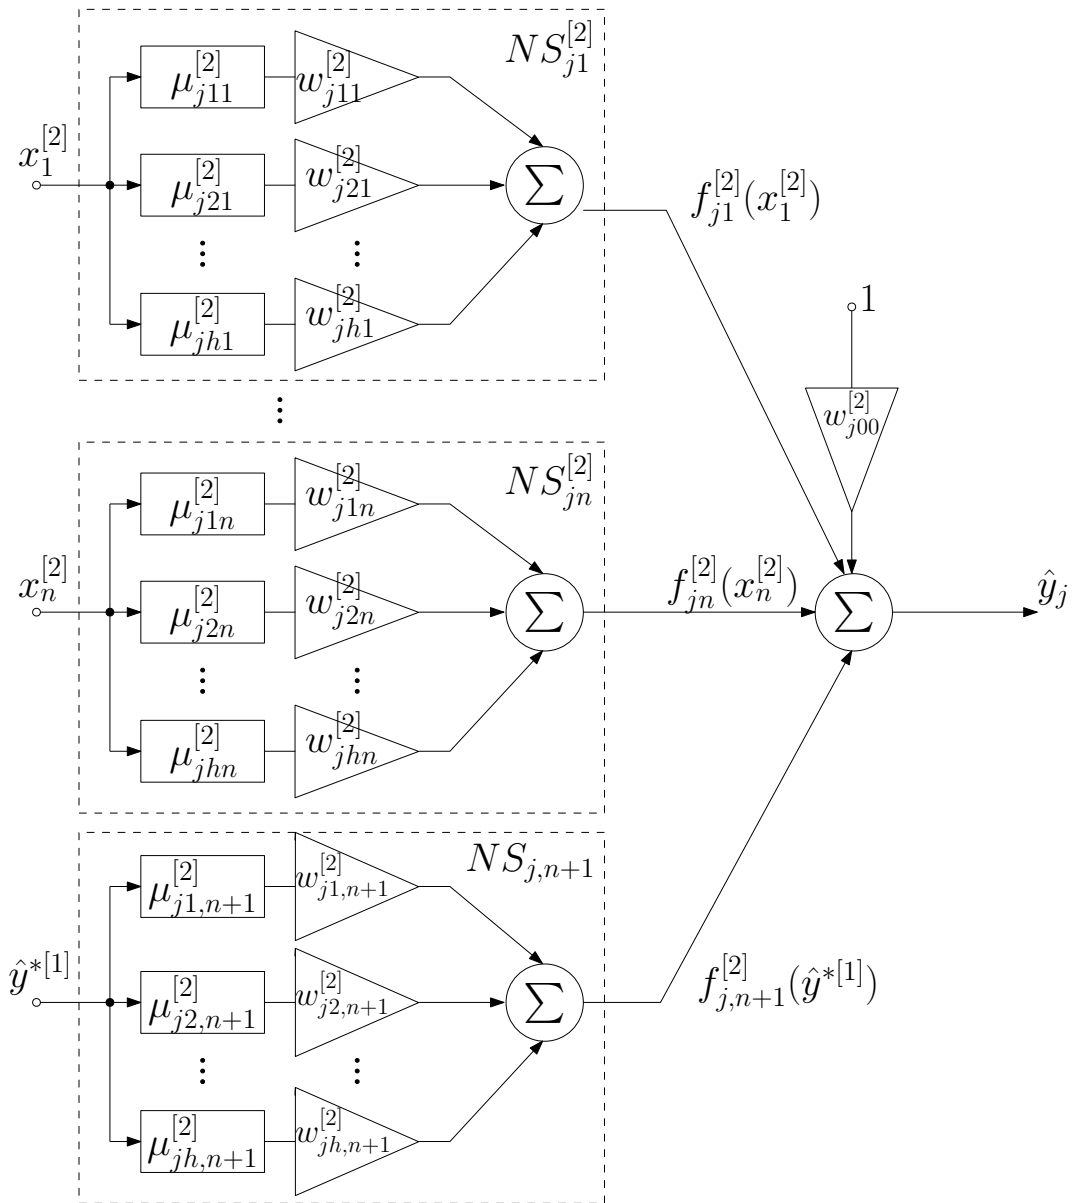 NS_{j1}^{[2]}
x_1^{[2]}
μ_{j11}^{[2]} w_{j11}^{[2]}
μ_{j21}^{[2]} w_{j21}^{[2]} Σ
⋮ ⋮
μ_{jh1}^{[2]} w_{jh1}^{[2]}
f_{j1}^{[2]}(x_1^{[2]})
1
w_{j00}^{[2]}
⋮
NS_{jn}^{[2]}
x_n^{[2]}
μ_{j1n}^{[2]} w_{j1n}^{[2]}
μ_{j2n}^{[2]} w_{j2n}^{[2]} Σ
⋮ ⋮
μ_{jhn}^{[2]} w_{jhn}^{[2]}
f_{jn}^{[2]}(x_n^{[2]})
Σ
ŷ_j
NS_{j,n+1}
ŷ^{*[1]}
μ_{j1,n+1}^{[2]} w_{j1,n+1}^{[2]}
μ_{j2,n+1}^{[2]} w_{j2,n+1}^{[2]} Σ
⋮ ⋮
μ_{jh,n+1}^{[2]} w_{jh,n+1}^{[2]}
f_{j,n+1}^{[2]}(ŷ^{*[1]})